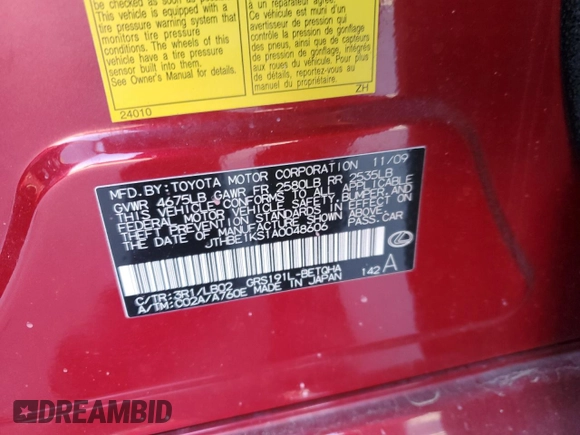 be checked as soon as
This vehicle is equipped with a
tire pressure warning system that
monitors tire pressure
conditions. The wheels of this
vehicle have a tire pressure
sensor built into them.
See Owner's Manual for details.
24010
Ce véhicule est muni d'un
avertisseur de pression qui
contrôle la pression de gonflage
des pneus, ainsi que de capteurs
de pression de gonflage, intégrés
aux roues du véhicule.
Pour obtenir plus de détails,
reportez-vous au Manuel
du propriétaire.
ZH
MFD. BY: TOYOTA MOTOR CORPORATION 11/09
GVWR 4675LB GAWR FR 2580LB RR 2535LB
THIS VEHICLE CONFORMS TO ALL APPLICABLE
FEDERAL MOTOR VEHICLE SAFETY, BUMPER, AND
THEFT PREVENTION STANDARDS IN EFFECT ON
THE DATE OF MANUFACTURE SHOWN ABOVE.
JTHBE1KS1A0048606 PASS-CAR
C/TR: 3R1/LB02 GRS191L-BETQHA 142 A
A/TM: C02A/A760E MADE IN JAPAN
DREAMBID